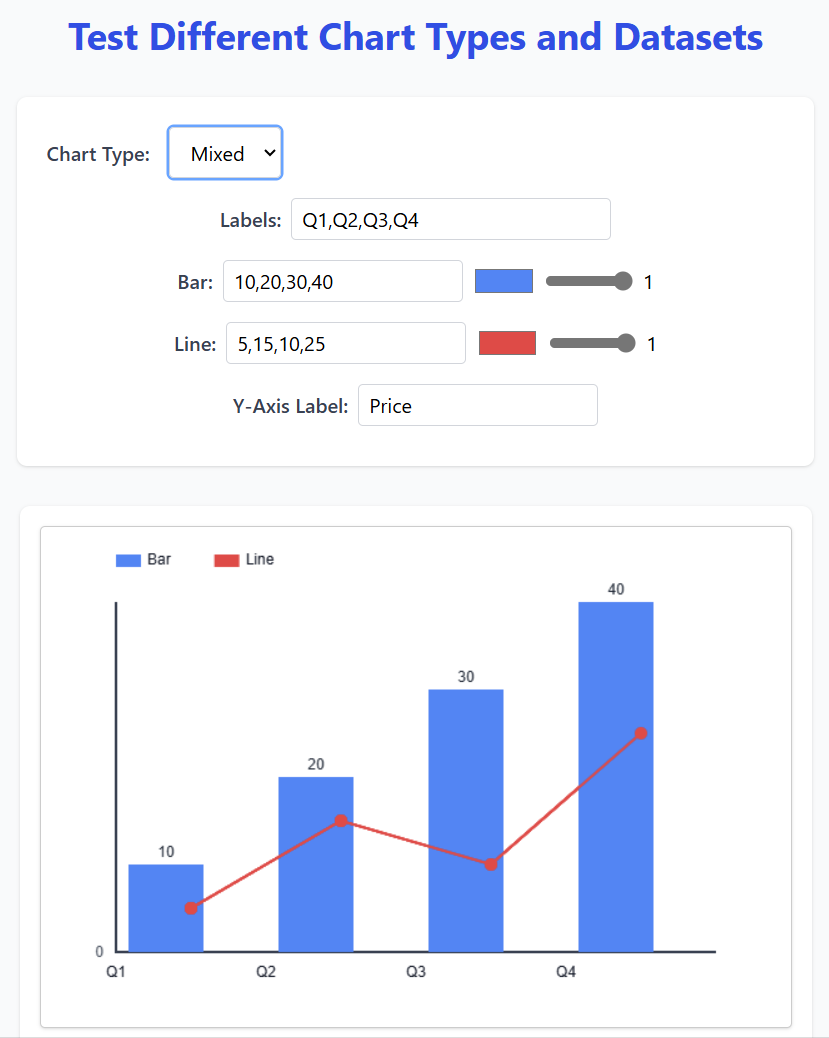 Test Different Chart Types and Datasets
Chart Type: Mixed
Labels: Q1,Q2,Q3,Q4
Bar: 10,20,30,40 1
Line: 5,15,10,25 1
Y-Axis Label: Price
Bar Line
40
30
20
10
0
Q1 Q2 Q3 Q4